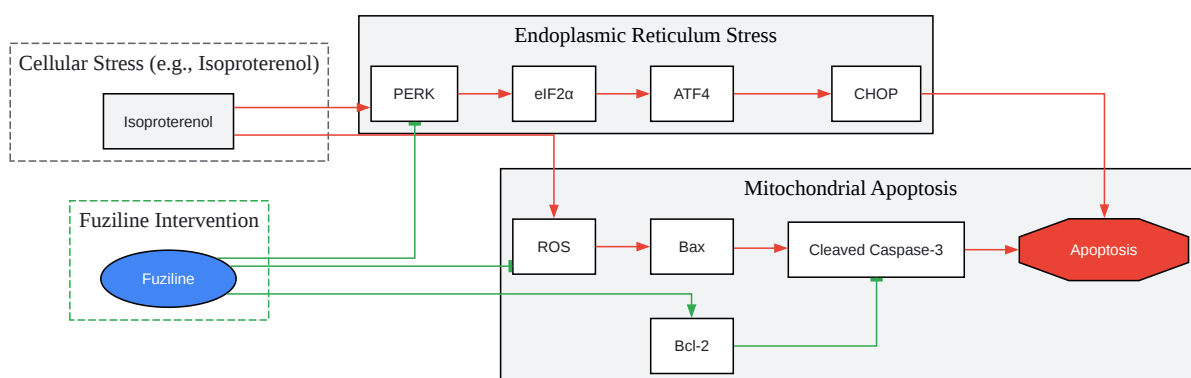 Endoplasmic Reticulum Stress
Cellular Stress (e.g., Isoproterenol)
PERK
eIF2α
ATF4
CHOP
Isoproterenol
Mitochondrial Apoptosis
Fuziline Intervention
ROS
Bax
Cleaved Caspase-3
Apoptosis
Fuziline
Bcl-2